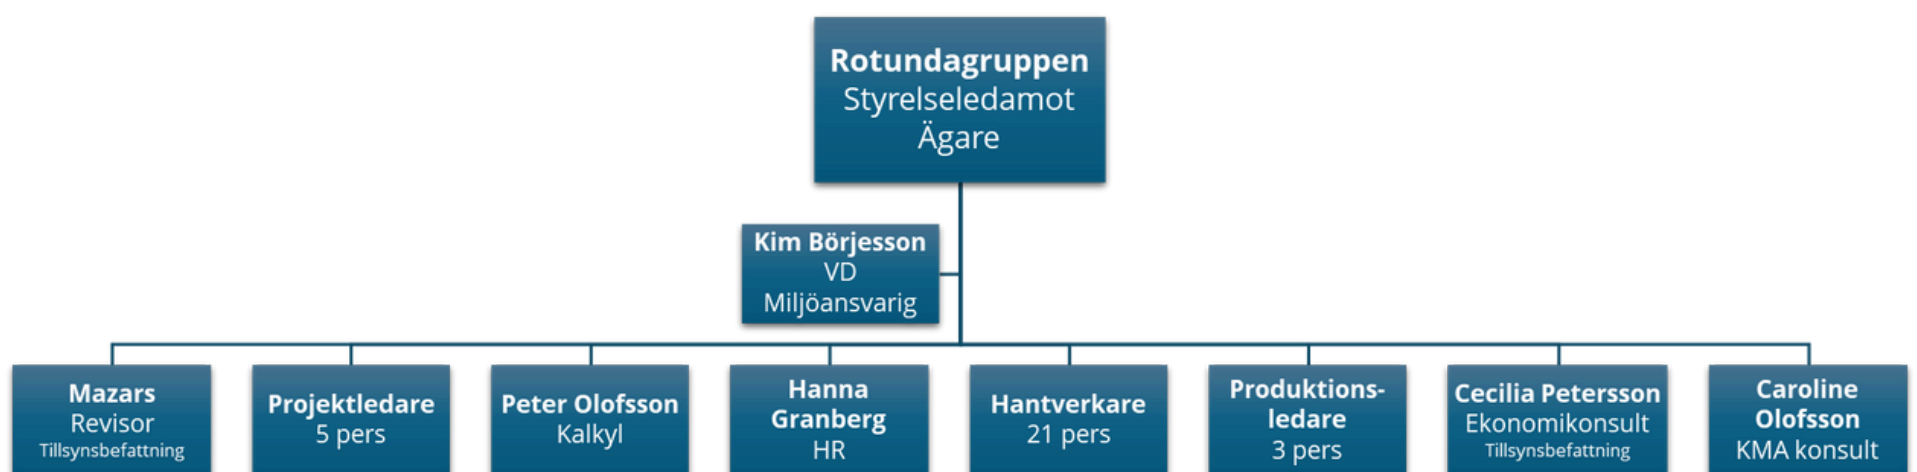 Rotundagruppen
Styrelseledamot
Ägare
Kim Börjesson
VD
Miljöansvarig
Mazars
Revisor
Tillsynsbefattning
Projektledare
5 pers
Peter Olofsson
Kalkyl
Hanna
Granberg
HR
Hantverkare
21 pers
Produktions-
ledare
3 pers
Cecilia Petersson
Ekonomikonsult
Tillsynsbefattning
Caroline
Olofsson
KMA konsult